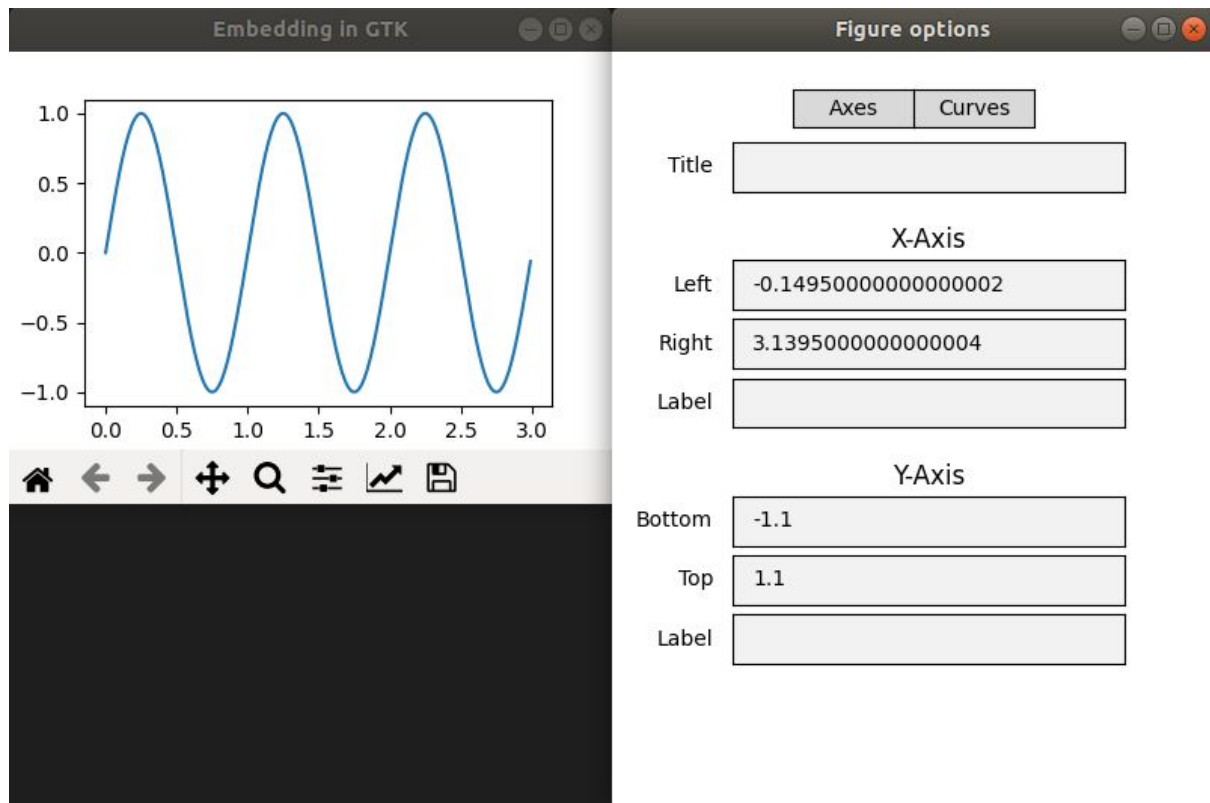 Embedding in GTK
1.0
0.5
0.0
−0.5
−1.0
0.0 0.5 1.0 1.5 2.0 2.5 3.0
Figure options
Axes Curves
Title
X-Axis
Left -0.14950000000000002
Right 3.1395000000000004
Label
Y-Axis
Bottom -1.1
Top 1.1
Label